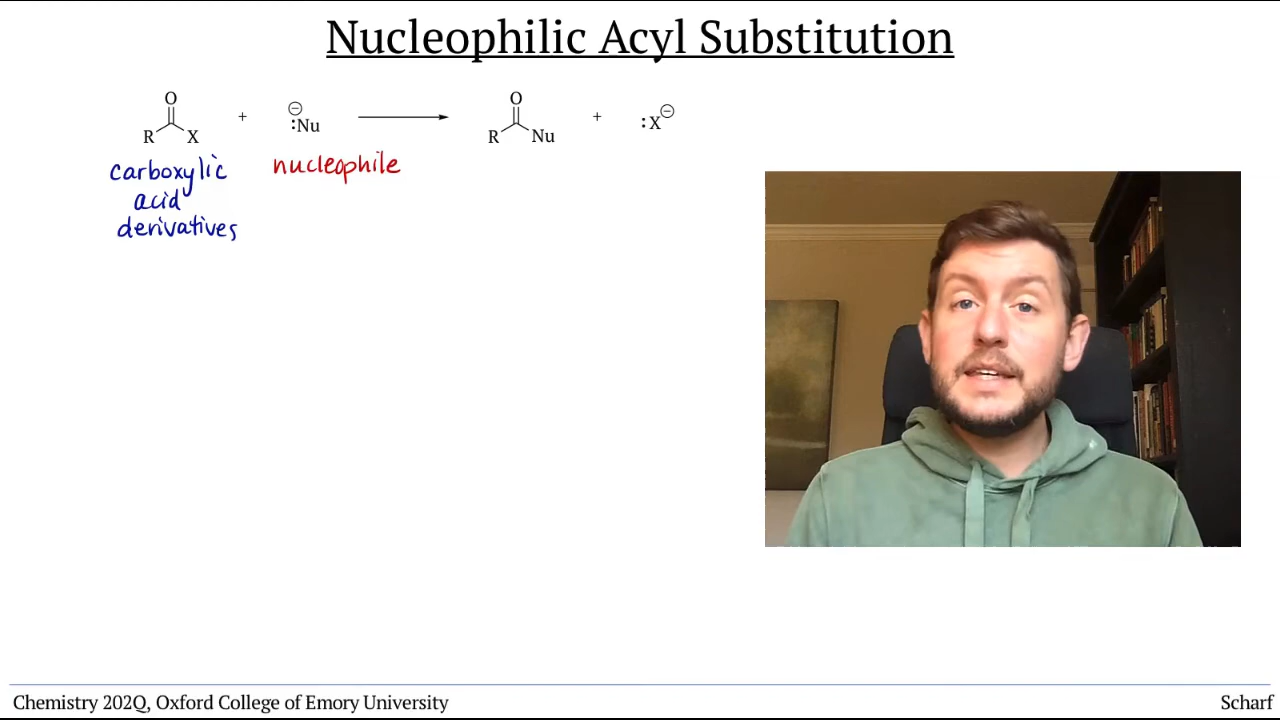 Nucleophilic Acyl Substitution
O
R X + :Nu ⊖ O
R Nu + :X ⊖
carboxylic
acid
derivatives
nucleophile
Chemistry 202Q, Oxford College of Emory University
Scharf